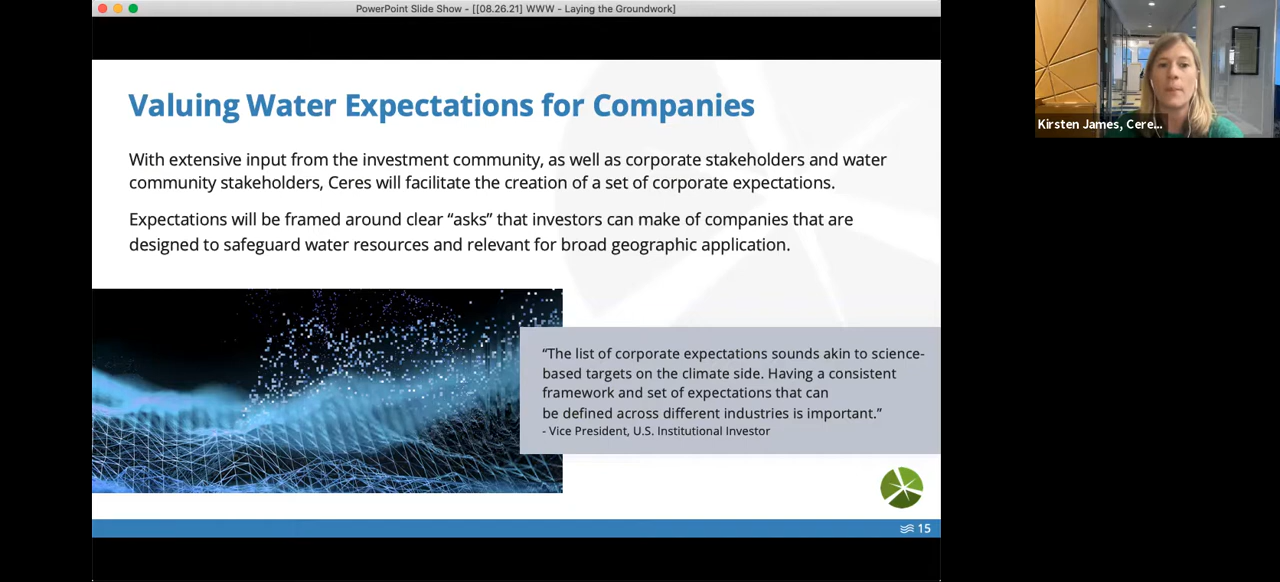 PowerPoint Slide Show - [[08.26.21] WWW - Laying the Groundwork]
Valuing Water Expectations for Companies
With extensive input from the investment community, as well as corporate stakeholders and water
community stakeholders, Ceres will facilitate the creation of a set of corporate expectations.
Expectations will be framed around clear “asks” that investors can make of companies that are
designed to safeguard water resources and relevant for broad geographic application.
“The list of corporate expectations sounds akin to science-
based targets on the climate side. Having a consistent
framework and set of expectations that can
be defined across different industries is important.”
- Vice President, U.S. Institutional Investor
15
Kirsten James, Cere...